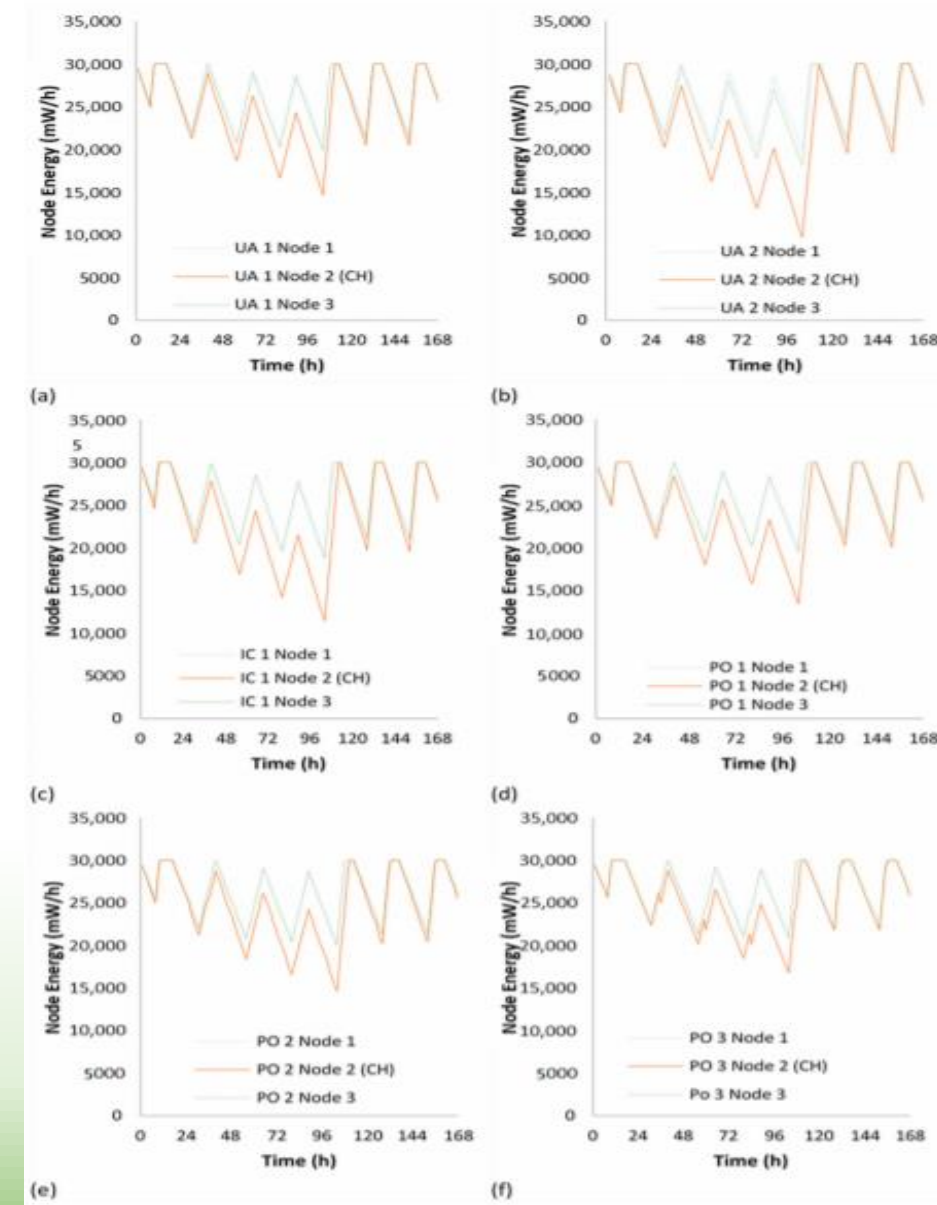 35,000
30,000
25,000
20,000
15,000
10,000
5000
0
Node Energy (mW/h)
UA 1 Node 1
UA 1 Node 2 (CH)
UA 1 Node 3
0 24 48 72 96 120 144 168
Time (h)
(a)
35,000
30,000
25,000
20,000
15,000
10,000
5000
0
Node Energy (mW/h)
UA 2 Node 1
UA 2 Node 2 (CH)
UA 2 Node 3
0 24 48 72 96 120 144 168
Time (h)
(b)
35,000
5
30,000
25,000
20,000
15,000
10,000
5000
0
Node Energy (mW/h)
IC 1 Node 1
IC 1 Node 2 (CH)
IC 1 Node 3
0 24 48 72 96 120 144 168
Time (h)
(c)
35,000
30,000
25,000
20,000
15,000
10,000
5000
0
Node Energy (mW/h)
PO 1 Node 1
PO 1 Node 2 (CH)
PO 1 Node 3
0 24 48 72 96 120 144 168
Time (h)
(d)
35,000
30,000
25,000
20,000
15,000
10,000
5000
0
Node Energy (mW/h)
PO 2 Node 1
PO 2 Node 2 (CH)
PO 2 Node 3
0 24 48 72 96 120 144 168
Time (h)
(e)
35,000
30,000
25,000
20,000
15,000
10,000
5000
0
Node Energy (mW/h)
PO 3 Node 1
PO 3 Node 2 (CH)
Po 3 Node 3
0 24 48 72 96 120 144 168
Time (h)
(f)